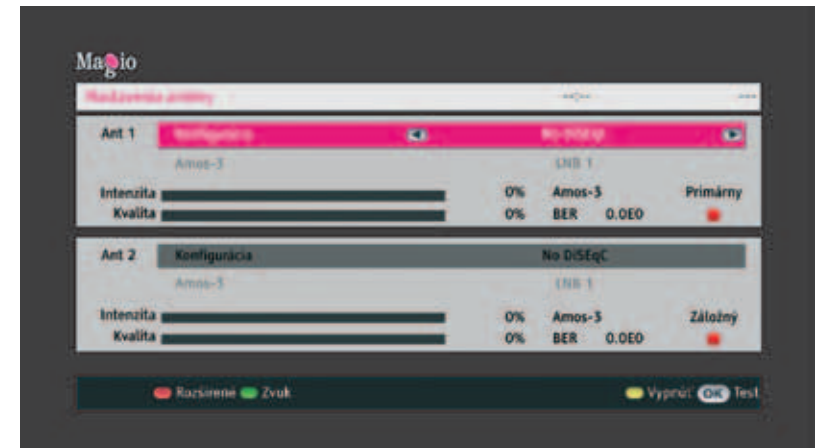 Magio
Nastavenia antény --:-- ---
Ant 1 Konfigurácia No DiSEqC
Amos-3 LNB 1
Intenzita 0% Amos-3 Primárny
Kvalita 0% BER 0.0E0
Ant 2 Konfigurácia No DiSEqC
Amos-3 LNB 1
Intenzita 0% Amos-3 Záložný
Kvalita 0% BER 0.0E0
Rozšírené Zvuk Vypnúť OK Test